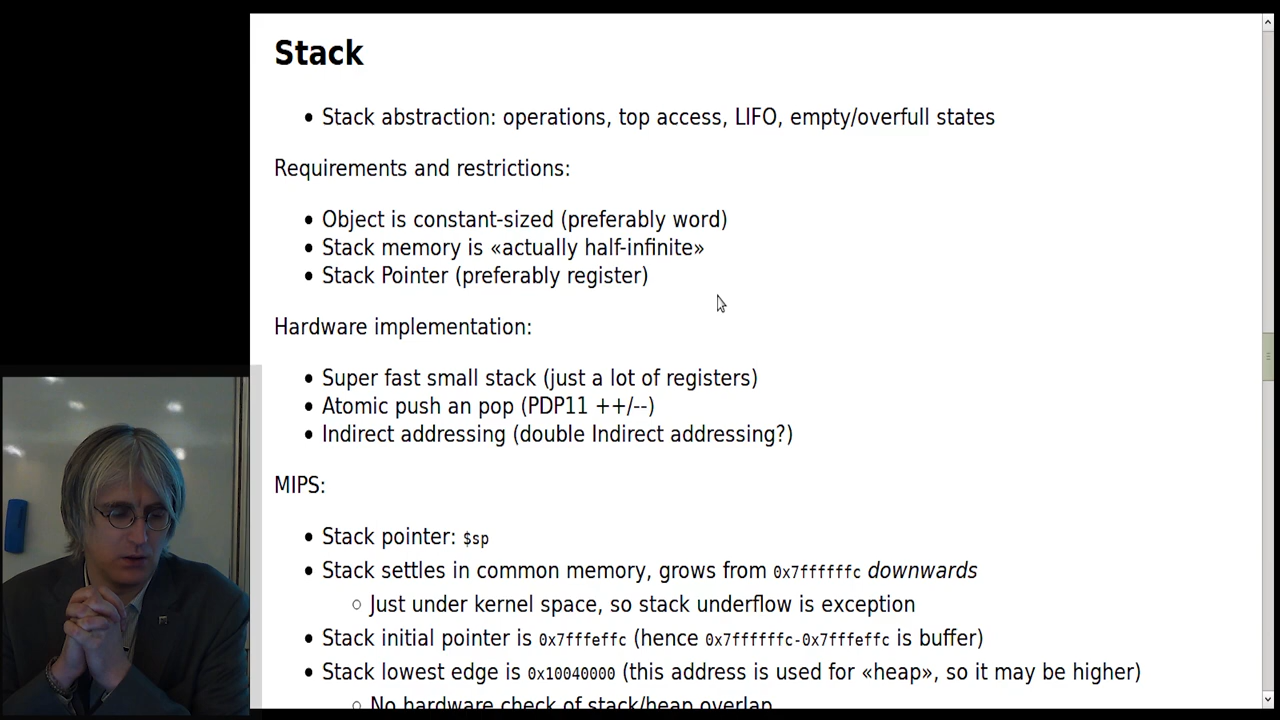 Stack
• Stack abstraction: operations, top access, LIFO, empty/overfull states
Requirements and restrictions:
• Object is constant-sized (preferably word)
• Stack memory is «actually half-infinite»
• Stack Pointer (preferably register)
Hardware implementation:
• Super fast small stack (just a lot of registers)
• Atomic push an pop (PDP11 ++/--)
• Indirect addressing (double Indirect addressing?)
MIPS:
• Stack pointer: $sp
• Stack settles in common memory, grows from 0x7ffffffc downwards
○ Just under kernel space, so stack underflow is exception
• Stack initial pointer is 0x7fffeffc (hence 0x7ffffffc-0x7fffeffc is buffer)
• Stack lowest edge is 0x10040000 (this address is used for «heap», so it may be higher)
○ No hardware check of stack/heap overlap